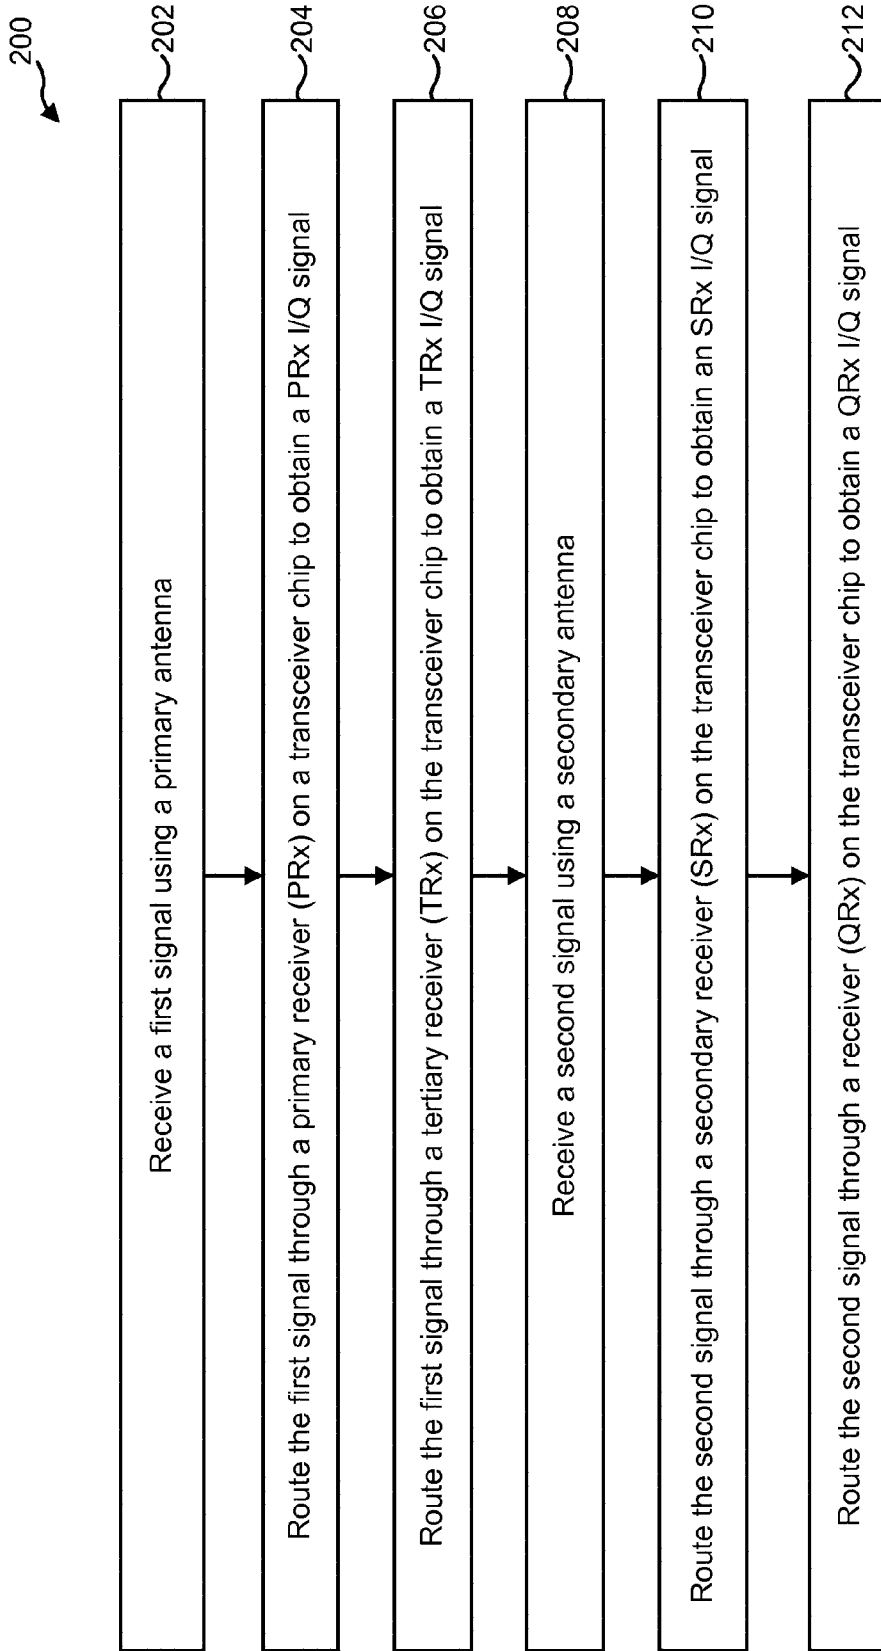 200
Receive a first signal using a primary antenna
202
Route the first signal through a primary receiver (PRx) on a transceiver chip to obtain a PRx I/Q signal
204
Route the first signal through a tertiary receiver (TRx) on the transceiver chip to obtain a TRx I/Q signal
206
Receive a second signal using a secondary antenna
208
Route the second signal through a secondary receiver (SRx) on the transceiver chip to obtain an SRx I/Q signal
210
Route the second signal through a receiver (QRx) on the transceiver chip to obtain a QRx I/Q signal
212